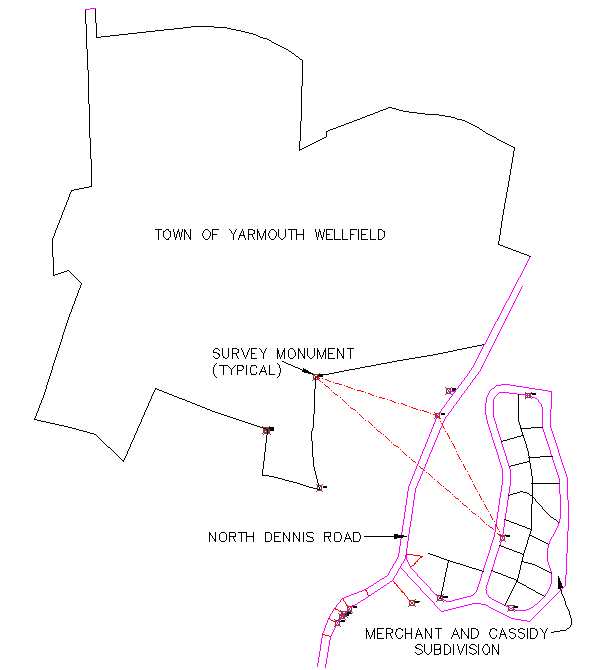 TOWN OF YARMOUTH WELLFIELD
SURVEY MONUMENT
(TYPICAL)
NORTH DENNIS ROAD
MERCHANT AND CASSIDY
SUBDIVISION